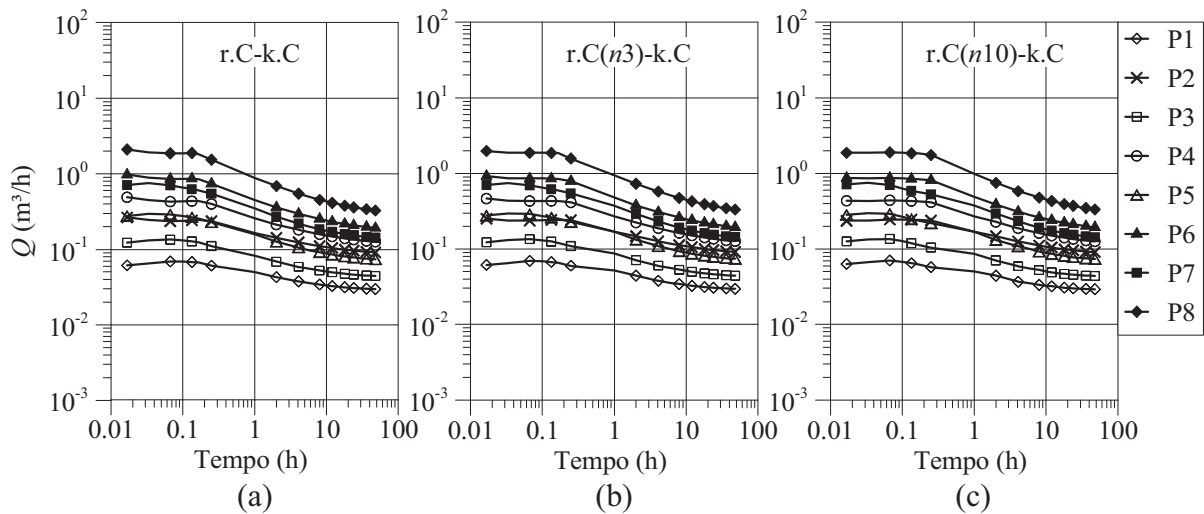 r.C-k.C
r.C(n3)-k.C
r.C(n10)-k.C
Q (m³/h)
10²
10¹
10⁰
10⁻¹
10⁻²
10⁻³
0.01 0.1 1 10 100
Tempo (h)
(a)
10²
10¹
10⁰
10⁻¹
10⁻²
10⁻³
0.01 0.1 1 10 100
Tempo (h)
(b)
10²
10¹
10⁰
10⁻¹
10⁻²
10⁻³
0.01 0.1 1 10 100
Tempo (h)
(c)
P1
P2
P3
P4
P5
P6
P7
P8